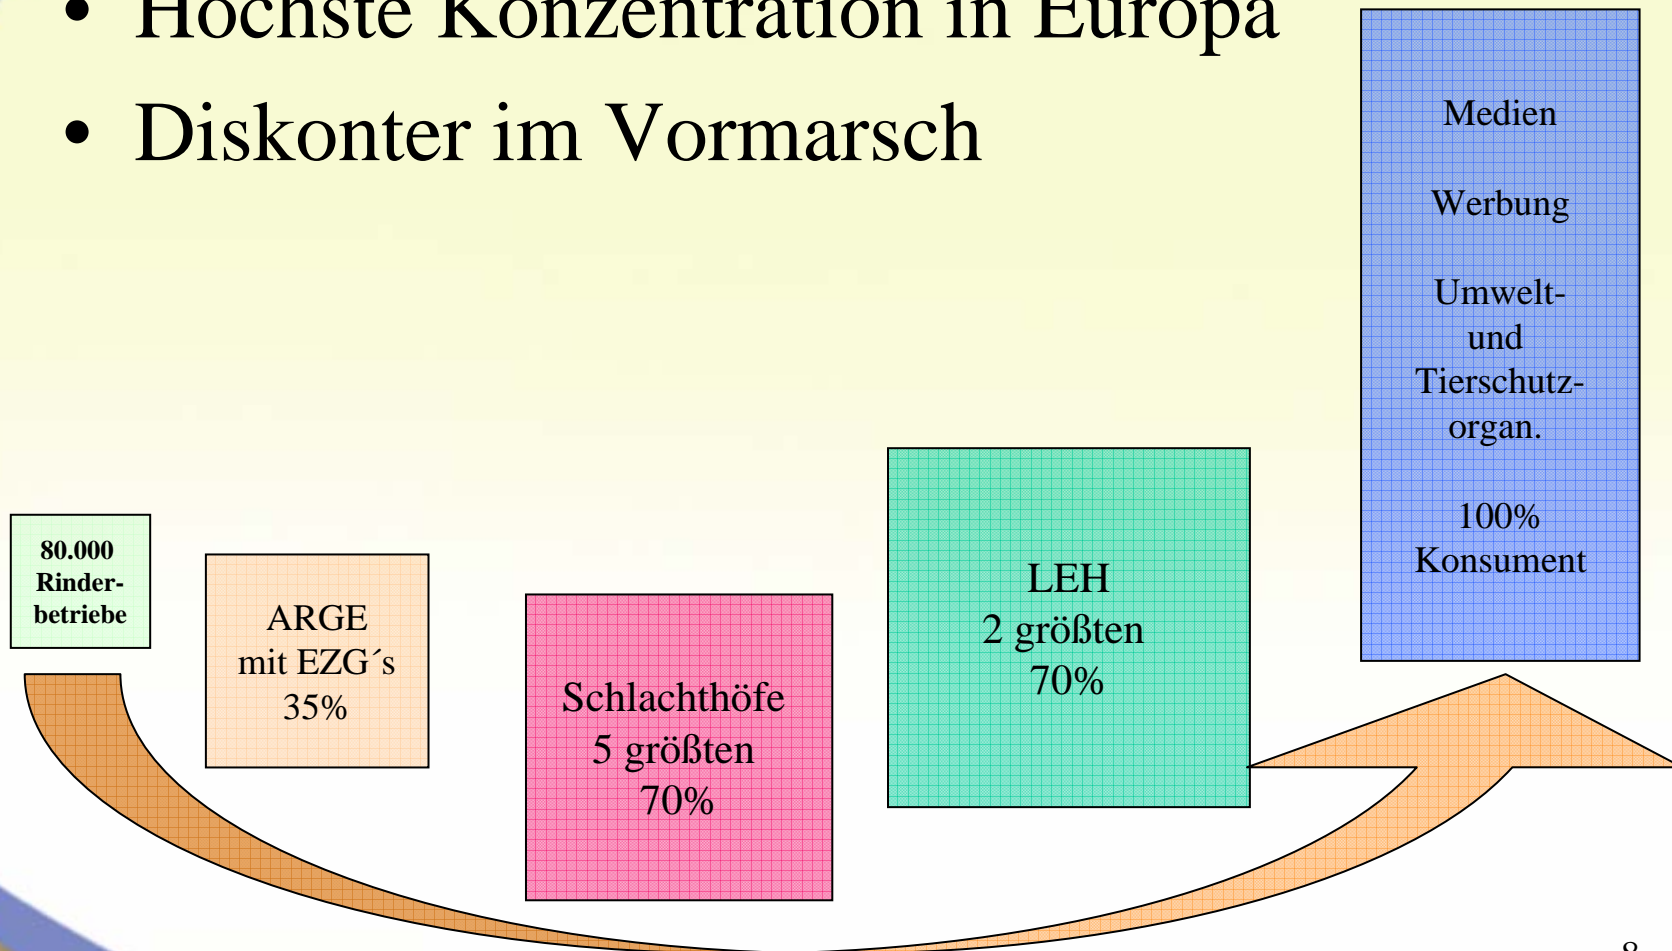 • Höchste Konzentration in Europa
• Diskonter im Vormarsch
80.000
Rinder-
betriebe
ARGE
mit EZG´s
35%
Schlachthöfe
5 größten
70%
LEH
2 größten
70%
Medien
Werbung
Umwelt-
und
Tierschutz-
organ.
100%
Konsument
8